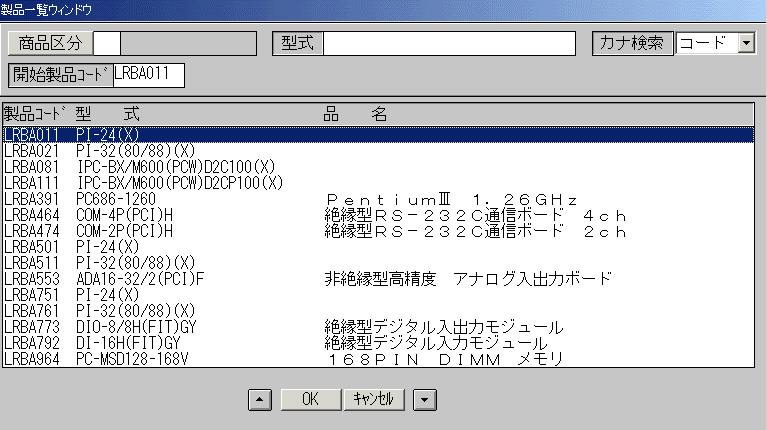 製品一覧ウィンドウ
商品区分 型式 カナ検索 コード
開始製品ｺｰﾄﾞ LRBA011
製品ｺｰﾄﾞ 型　　式 品　　名
LRBA011 PI-24(X)
LRBA021 PI-32(80/88)(X)
LRBA081 IPC-BX/M600(PCW)D2C100(X)
LRBA111 IPC-BX/M600(PCW)D2CP100(X)
LRBA391 PC686-1260 ＰｅｎｔｉｕｍⅢ　１．２６ＧＨｚ
LRBA464 COM-4P(PCI)H 絶縁型ＲＳ－２３２Ｃ通信ボード　４ｃｈ
LRBA474 COM-2P(PCI)H 絶縁型ＲＳ－２３２Ｃ通信ボード　２ｃｈ
LRBA501 PI-24(X)
LRBA511 PI-32(80/88)(X)
LRBA553 ADA16-32/2(PCI)F 非絶縁型高精度　アナログ入出力ボード
LRBA751 PI-24(X)
LRBA761 PI-32(80/88)(X)
LRBA773 DIO-8/8H(FIT)GY 絶縁型デジタル入出力モジュール
LRBA792 DI-16H(FIT)GY 絶縁型デジタル入力モジュール
LRBA964 PC-MSD128-168V １６８ＰＩＮ　ＤＩＭＭ　メモリ
OK ｷｬﾝｾﾙ